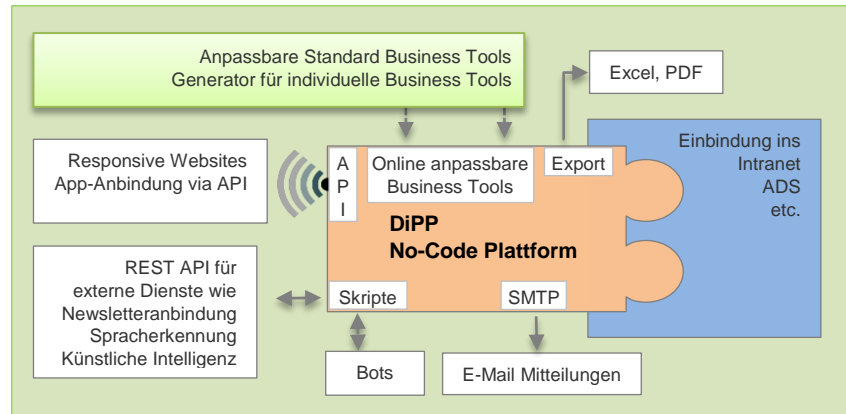 Anpassbare Standard Business Tools
Generator für individuelle Business Tools
Excel, PDF
Responsive Websites
App-Anbindung via API
A
P
I
Online anpassbare
Business Tools
Export
Einbindung ins
Intranet
ADS
etc.
DiPP
No-Code Plattform
REST API für
externe Dienste wie
Newsletteranbindung
Spracherkennung
Künstliche Intelligenz
Skripte
SMTP
Bots
E-Mail Mitteilungen